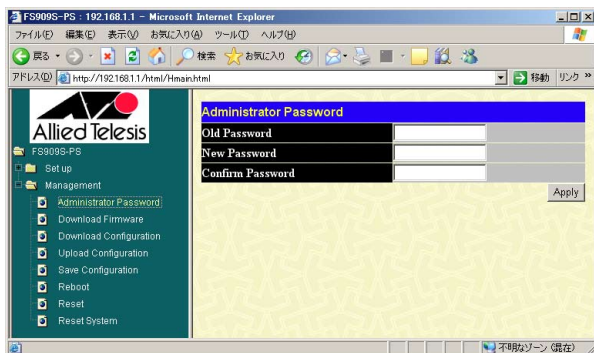 FS909S-PS : 192.168.1.1 - Microsoft Internet Explorer
ファイル(F) 編集(E) 表示(V) お気に入り(A) ツール(T) ヘルプ(H)
戻る 検索 お気に入り
アドレス(D) http://192.168.1.1/html/Hmain.html 移動 リンク »
Allied Telesis
FS909S-PS
Set up
Management
Administrator Password
Download Firmware
Download Configuration
Upload Configuration
Save Configuration
Reboot
Reset
Reset System
Administrator Password
Old Password
New Password
Confirm Password
Apply
不明なゾーン (混在)